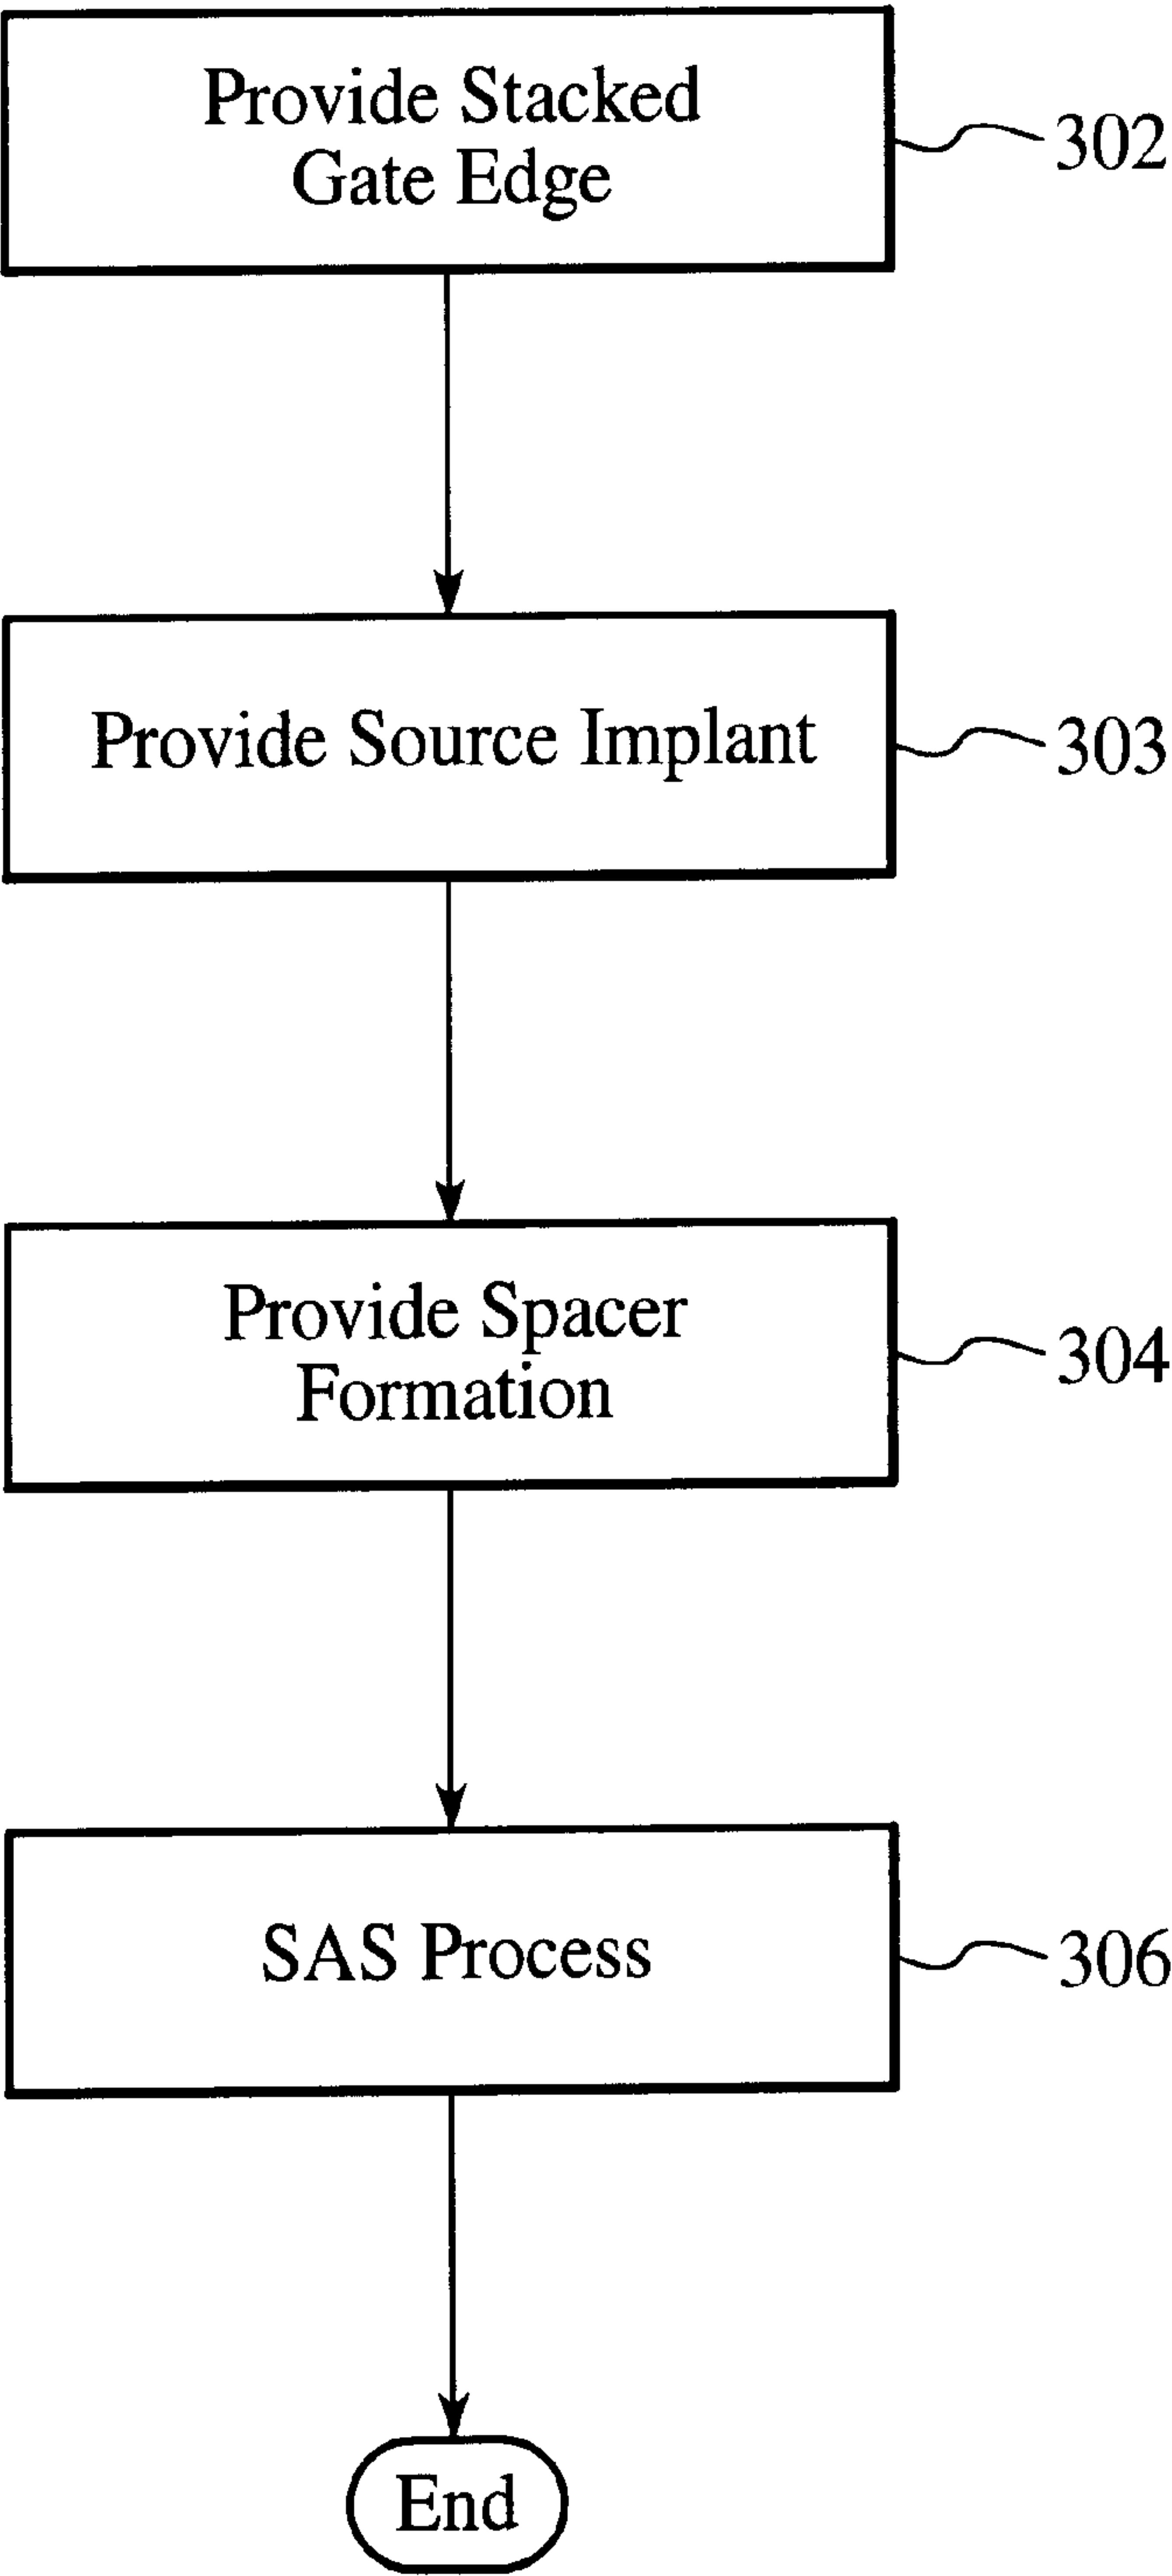 Provide Stacked
Gate Edge
302
Provide Source Implant
303
Provide Spacer
Formation
304
SAS Process
306
End